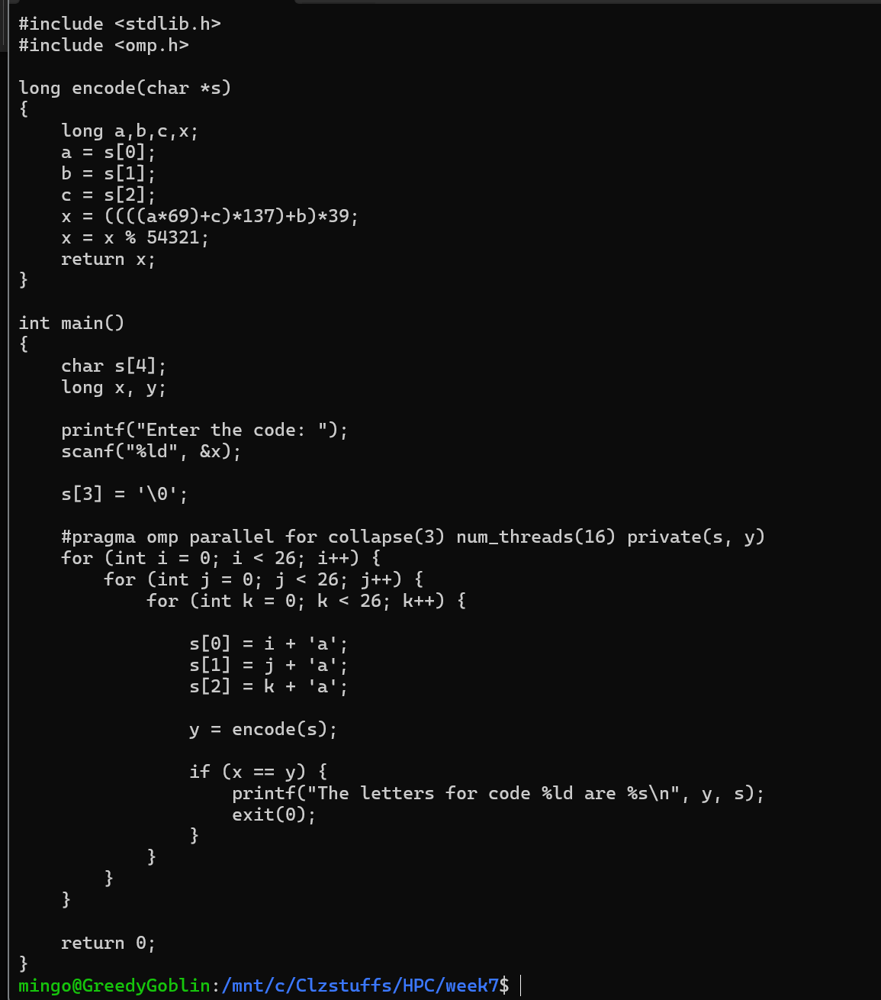 #include <stdlib.h>
#include <omp.h>

long encode(char *s)
{
    long a,b,c,x;
    a = s[0];
    b = s[1];
    c = s[2];
    x = ((((a*69)+c)*137)+b)*39;
    x = x % 54321;
    return x;
}

int main()
{
    char s[4];
    long x, y;

    printf("Enter the code: ");
    scanf("%ld", &x);

    s[3] = '\0';

    #pragma omp parallel for collapse(3) num_threads(16) private(s, y)
    for (int i = 0; i < 26; i++) {
        for (int j = 0; j < 26; j++) {
            for (int k = 0; k < 26; k++) {

                s[0] = i + 'a';
                s[1] = j + 'a';
                s[2] = k + 'a';

                y = encode(s);

                if (x == y) {
                    printf("The letters for code %ld are %s\n", y, s);
                    exit(0);
                }
            }
        }
    }

    return 0;
}
mingo@GreedyGoblin:/mnt/c/Clzstuffs/HPC/week7$